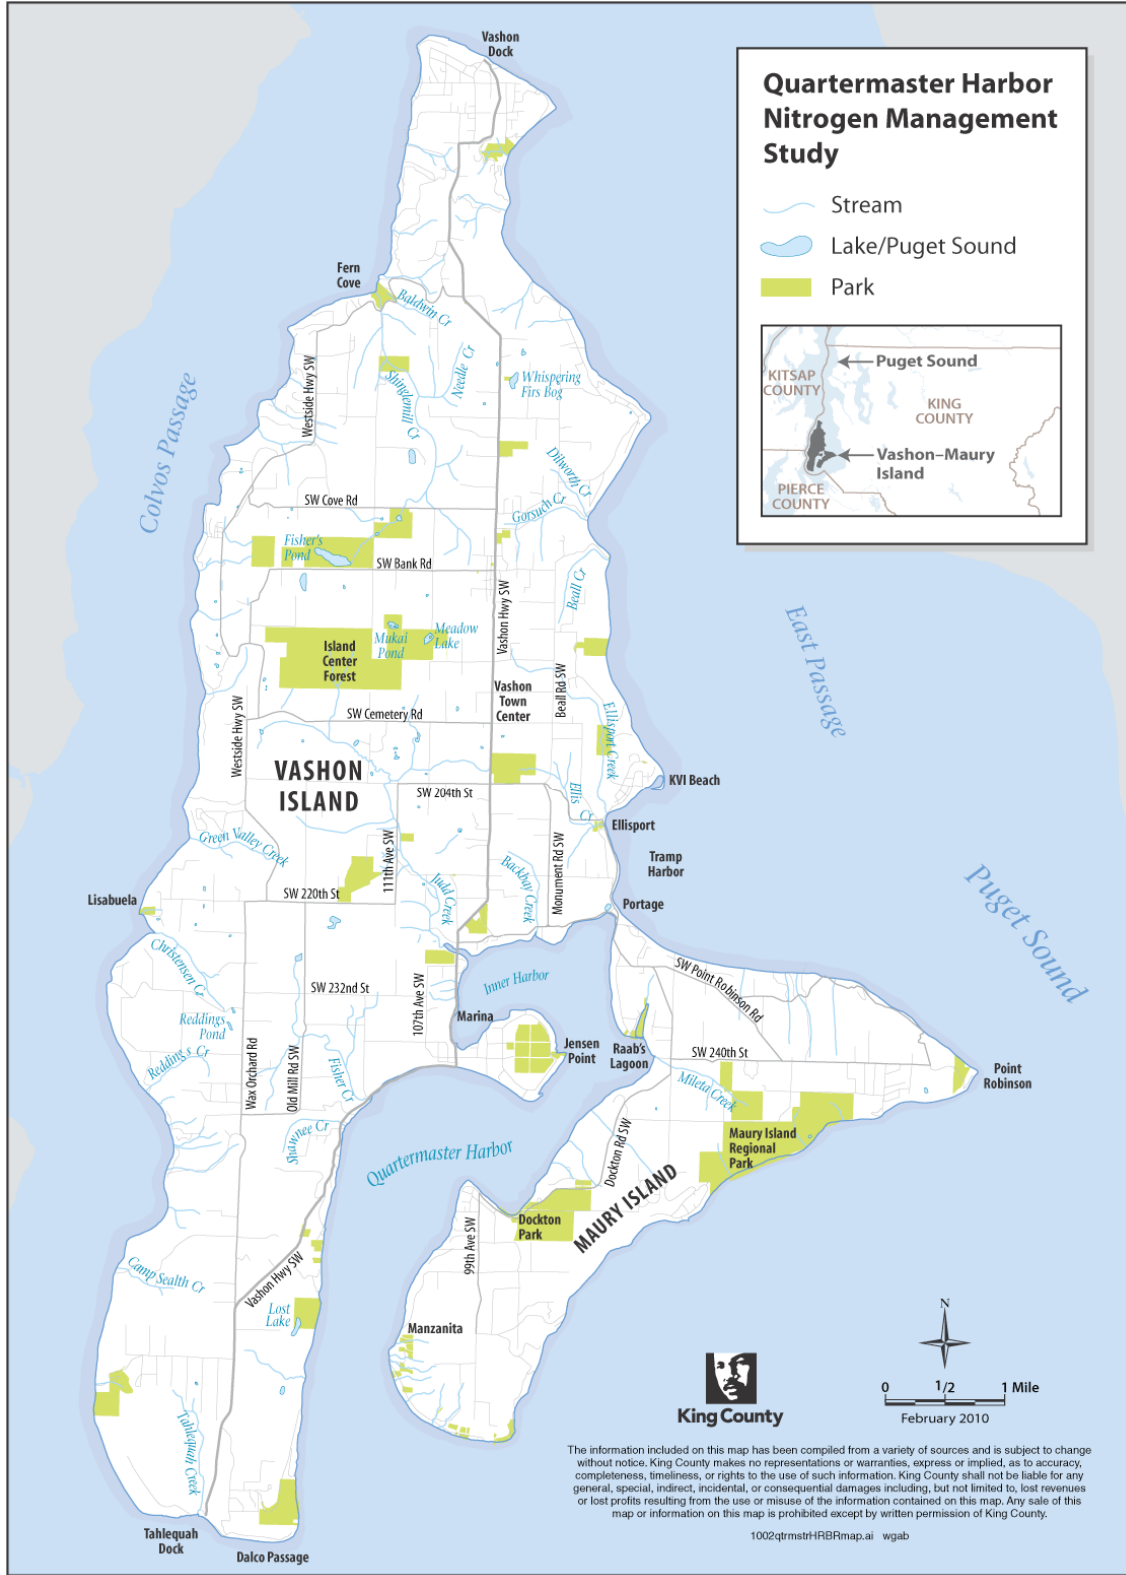 Vashon
Dock
Quartermaster Harbor
Nitrogen Management
Study
Stream
Lake/Puget Sound
Park
Puget Sound
KITSAP
COUNTY
KING
COUNTY
Vashon–Maury
Island
PIERCE
COUNTY
Fern
Cove
Baldwin Cr
Westside Hwy SW
Shinglemill Cr
Needle Cr
Whispering
Firs Bog
Colvos Passage
Dilworth Cr
SW Cove Rd
Gorsuch Cr
Fisher's
Pond
SW Bank Rd
Beall Cr
Vashon Hwy SW
East Passage
Mukai
Pond
Meadow
Lake
Island
Center
Forest
Vashon
Town
Center
Beall Rd SW
Westside Hwy SW
SW Cemetery Rd
Ellisport Creek
VASHON
ISLAND
KVI Beach
SW 204th St
Ellis
Cr
Ellisport
Green Valley Creek
111th Ave SW
Monument Rd SW
Backbay Creek
Tramp
Harbor
Judd Creek
SW 220th St
Lisabuela
Portage
Puget Sound
Christensen Cr
SW Point Robinson Rd
Inner Harbor
SW 232nd St
107th Ave SW
Marina
Reddings
Pond
Jensen
Point
Raab's
Lagoon
SW 240th St
Point
Robinson
Redding's Cr
Wax Orchard Rd
Old Mill Rd SW
Fisher Cr
Mileta Creek
Shawnee Cr
Maury Island
Regional
Park
Quartermaster Harbor
Dockton Rd SW
MAURY ISLAND
Dockton
Park
99th Ave SW
Camp Sealth Cr
Vashon Hwy SW
Lost
Lake
Manzanita
N
King County
0 1/2 1 Mile
February 2010
Tahlequah Creek
The information included on this map has been compiled from a variety of sources and is subject to change
without notice. King County makes no representations or warranties, express or implied, as to accuracy,
completeness, timeliness, or rights to the use of such information. King County shall not be liable for any
general, special, indirect, incidental, or consequential damages including, but not limited to, lost revenues
or lost profits resulting from the use or misuse of the information contained on this map. Any sale of this
map or information on this map is prohibited except by written permission of King County.
1002qtrmstrHRBRmap.ai wgab
Tahlequah
Dock
Dalco Passage